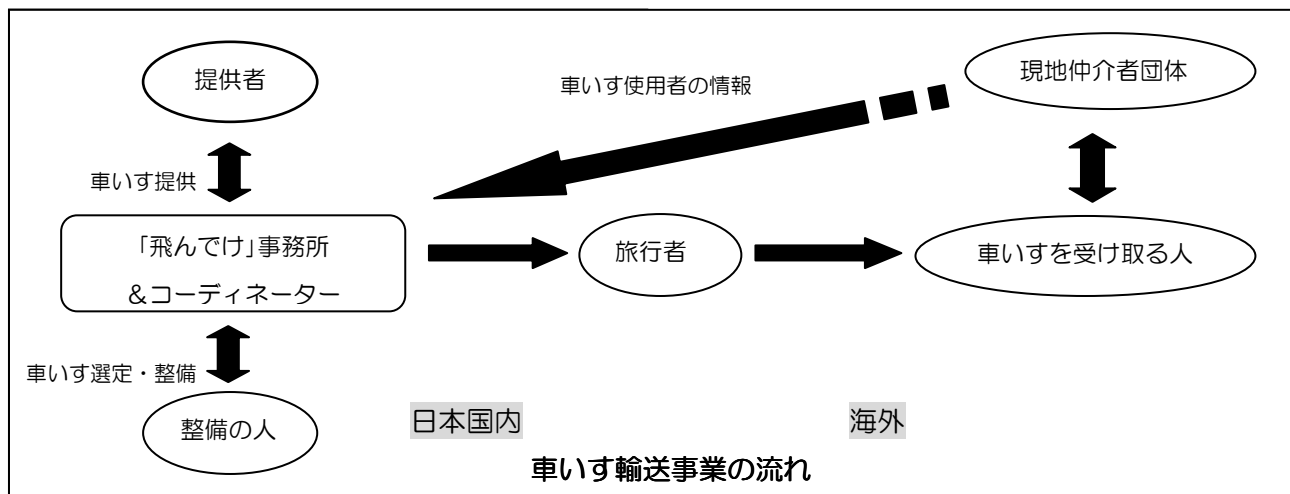 提供者
現地仲介者団体
車いす使用者の情報
車いす提供
「飛んでけ」事務所
&コーディネーター
旅行者
車いすを受け取る人
車いす選定・整備
整備の人
日本国内
海外
車いす輸送事業の流れ